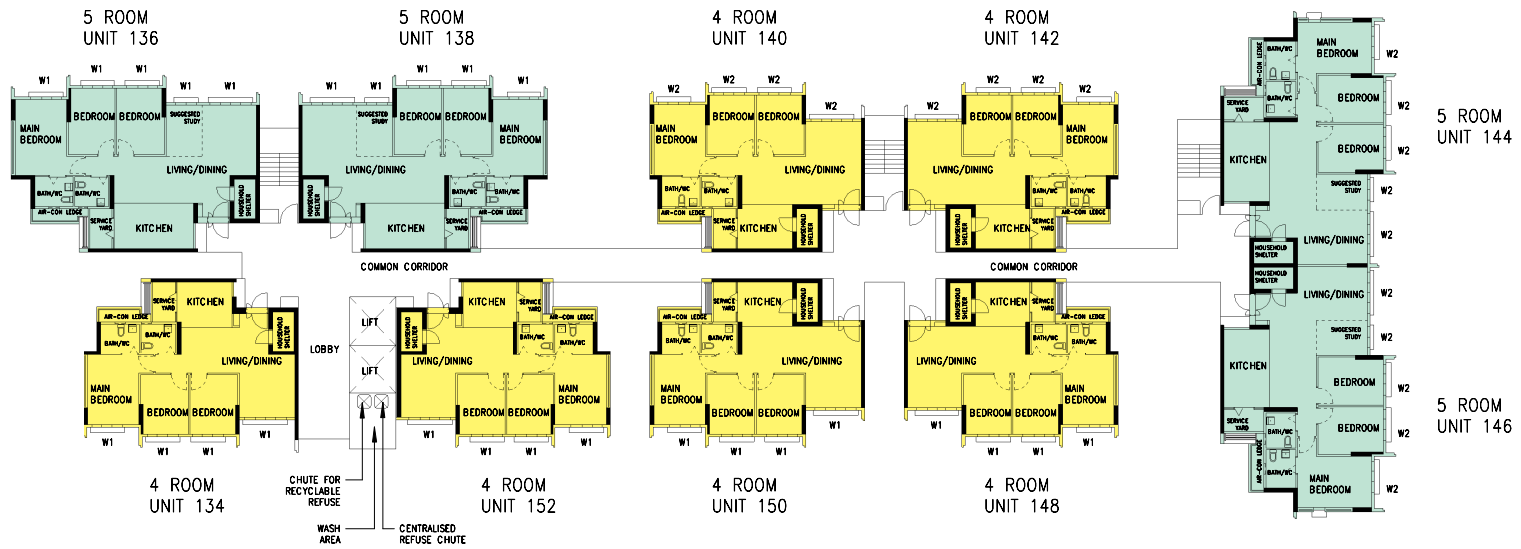 5 ROOM
UNIT 136
5 ROOM
UNIT 138
4 ROOM
UNIT 140
4 ROOM
UNIT 142
W1
W1
W1
W1
W1
BEDROOM
BEDROOM
MAIN
BEDROOM
SUGGESTED
STUDY
LIVING/DINING
BATH/WC
BATH/WC
AIR-CON LEDGE
SERVICE
YARD
KITCHEN
HOUSEHOLD
SHELTER
W1
W1
W1
W1
W1
SUGGESTED
STUDY
BEDROOM
BEDROOM
MAIN
BEDROOM
LIVING/DINING
BATH/WC
BATH/WC
AIR-CON LEDGE
SERVICE
YARD
KITCHEN
HOUSEHOLD
SHELTER
W2
W2
W2
W2
MAIN
BEDROOM
BEDROOM
BEDROOM
LIVING/DINING
BATH/WC
BATH/WC
AIR-CON LEDGE
SERVICE
YARD
KITCHEN
HOUSEHOLD
SHELTER
W2
W2
W2
W2
BEDROOM
BEDROOM
MAIN
BEDROOM
LIVING/DINING
BATH/WC
BATH/WC
AIR-CON LEDGE
SERVICE
YARD
KITCHEN
HOUSEHOLD
SHELTER
5 ROOM
UNIT 144
AIR-CON LEDGE
BATH/WC
BATH/WC
MAIN
BEDROOM
W2
SERVICE
YARD
BEDROOM
W2
BEDROOM
W2
KITCHEN
SUGGESTED
STUDY
W2
W2
LIVING/DINING
HOUSEHOLD
SHELTER
COMMON CORRIDOR
COMMON CORRIDOR
HOUSEHOLD
SHELTER
LIVING/DINING
W2
W2
SUGGESTED
STUDY
KITCHEN
BEDROOM
W2
BEDROOM
W2
SERVICE
YARD
AIR-CON LEDGE
BATH/WC
BATH/WC
MAIN
BEDROOM
W2
5 ROOM
UNIT 146
KITCHEN
SERVICE
YARD
AIR-CON LEDGE
BATH/WC
BATH/WC
HOUSEHOLD
SHELTER
LIVING/DINING
MAIN
BEDROOM
BEDROOM
BEDROOM
W1
W1
W1
W1
LOBBY
LIFT
LIFT
KITCHEN
SERVICE
YARD
AIR-CON LEDGE
BATH/WC
BATH/WC
HOUSEHOLD
SHELTER
LIVING/DINING
MAIN
BEDROOM
BEDROOM
BEDROOM
W1
W1
W1
W1
KITCHEN
SERVICE
YARD
AIR-CON LEDGE
BATH/WC
BATH/WC
HOUSEHOLD
SHELTER
LIVING/DINING
MAIN
BEDROOM
BEDROOM
BEDROOM
W1
W1
W1
W1
KITCHEN
SERVICE
YARD
AIR-CON LEDGE
BATH/WC
BATH/WC
HOUSEHOLD
SHELTER
LIVING/DINING
MAIN
BEDROOM
BEDROOM
BEDROOM
W1
W1
W1
W1
4 ROOM
UNIT 134
CHUTE FOR
RECYCLABLE
REFUSE
WASH
AREA
CENTRALISED
REFUSE CHUTE
4 ROOM
UNIT 152
4 ROOM
UNIT 150
4 ROOM
UNIT 148